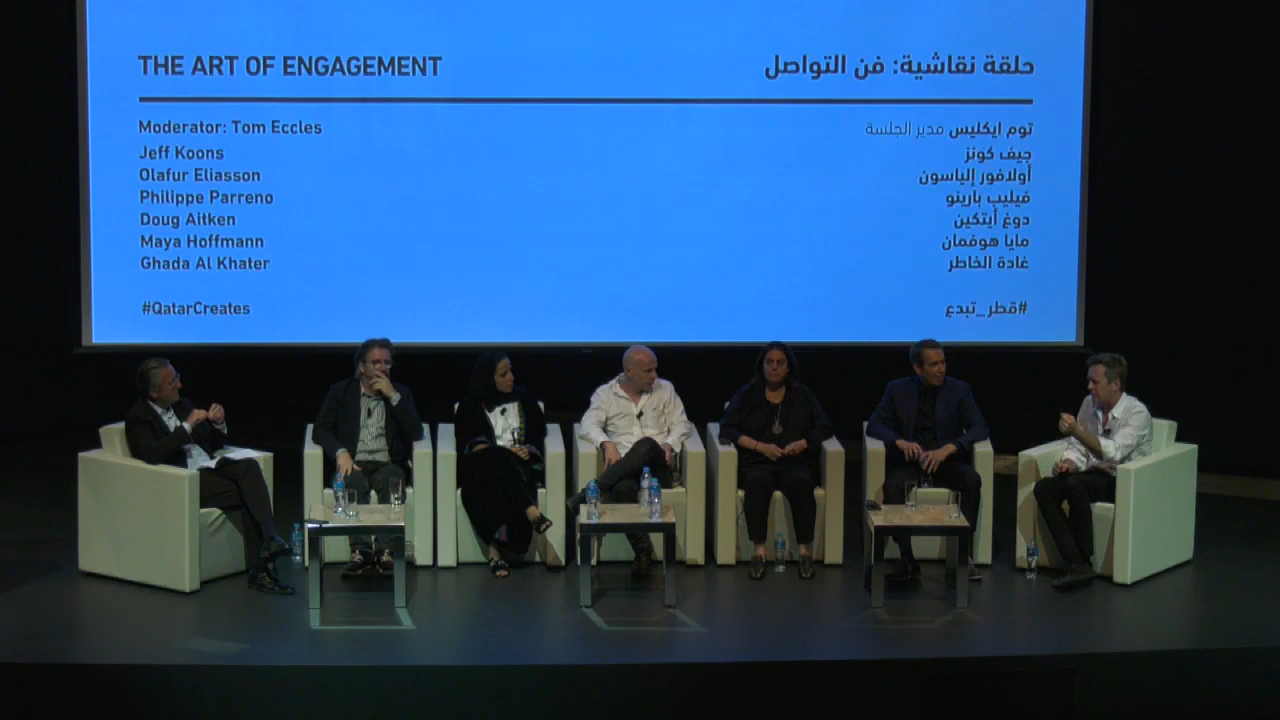 THE ART OF ENGAGEMENT
حلقة نقاشية: فن التواصل
Moderator: Tom Eccles
توم ايكليس مدير الجلسة
Jeff Koons
جيف كونز
Olafur Eliasson
أولافور إلياسون
Philippe Parreno
فيليب بارينو
Doug Aitken
دوغ أيتكين
Maya Hoffmann
مايا هوفمان
Ghada Al Khater
غادة الخاطر
#QatarCreates
#قطر_تبدع